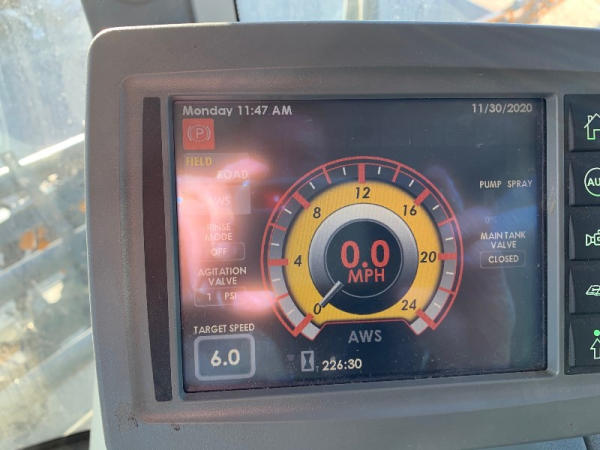 Monday 11:47 AM
11/30/2020
P
FIELD
ROAD
AWS
RINSE
MODE
OFF
AGITATION
VALVE
1 PSI
TARGET SPEED
6.0
0
4
8
12
16
20
24
0.0
MPH
AWS
226:30
PUMP SPRAY
MAIN TANK
VALVE
CLOSED